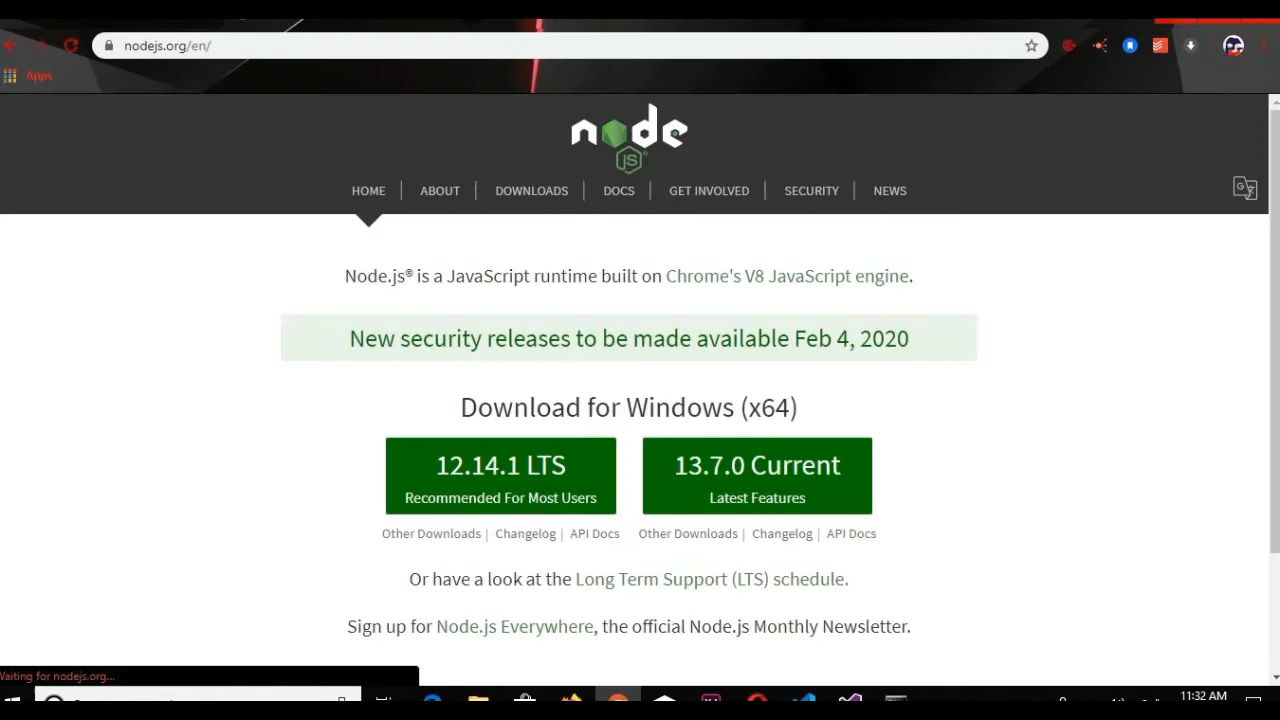 nodejs.org/en/
Apps
node
JS
HOME
ABOUT
DOWNLOADS
DOCS
GET INVOLVED
SECURITY
NEWS
Node.js® is a JavaScript runtime built on Chrome's V8 JavaScript engine.
New security releases to be made available Feb 4, 2020
Download for Windows (x64)
12.14.1 LTS
Recommended For Most Users
13.7.0 Current
Latest Features
Other Downloads | Changelog | API Docs
Other Downloads | Changelog | API Docs
Or have a look at the Long Term Support (LTS) schedule.
Sign up for Node.js Everywhere, the official Node.js Monthly Newsletter.
Waiting for nodejs.org...
11:32 AM